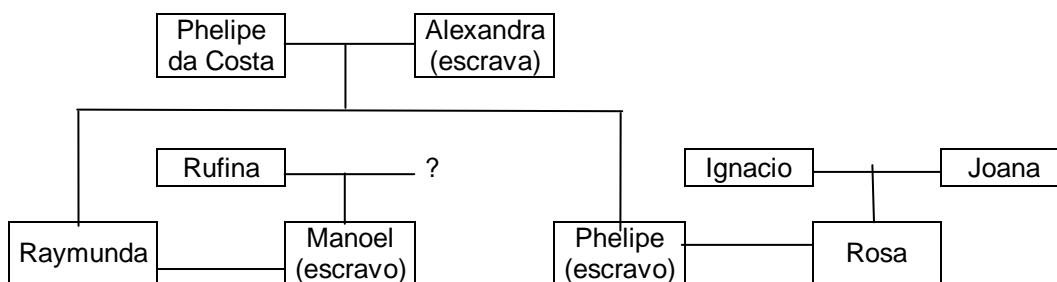 Phelipe
da Costa
Alexandra
(escrava)
Rufina
?
Ignacio
Joana
Raymunda
Manoel
(escravo)
Phelipe
(escravo)
Rosa